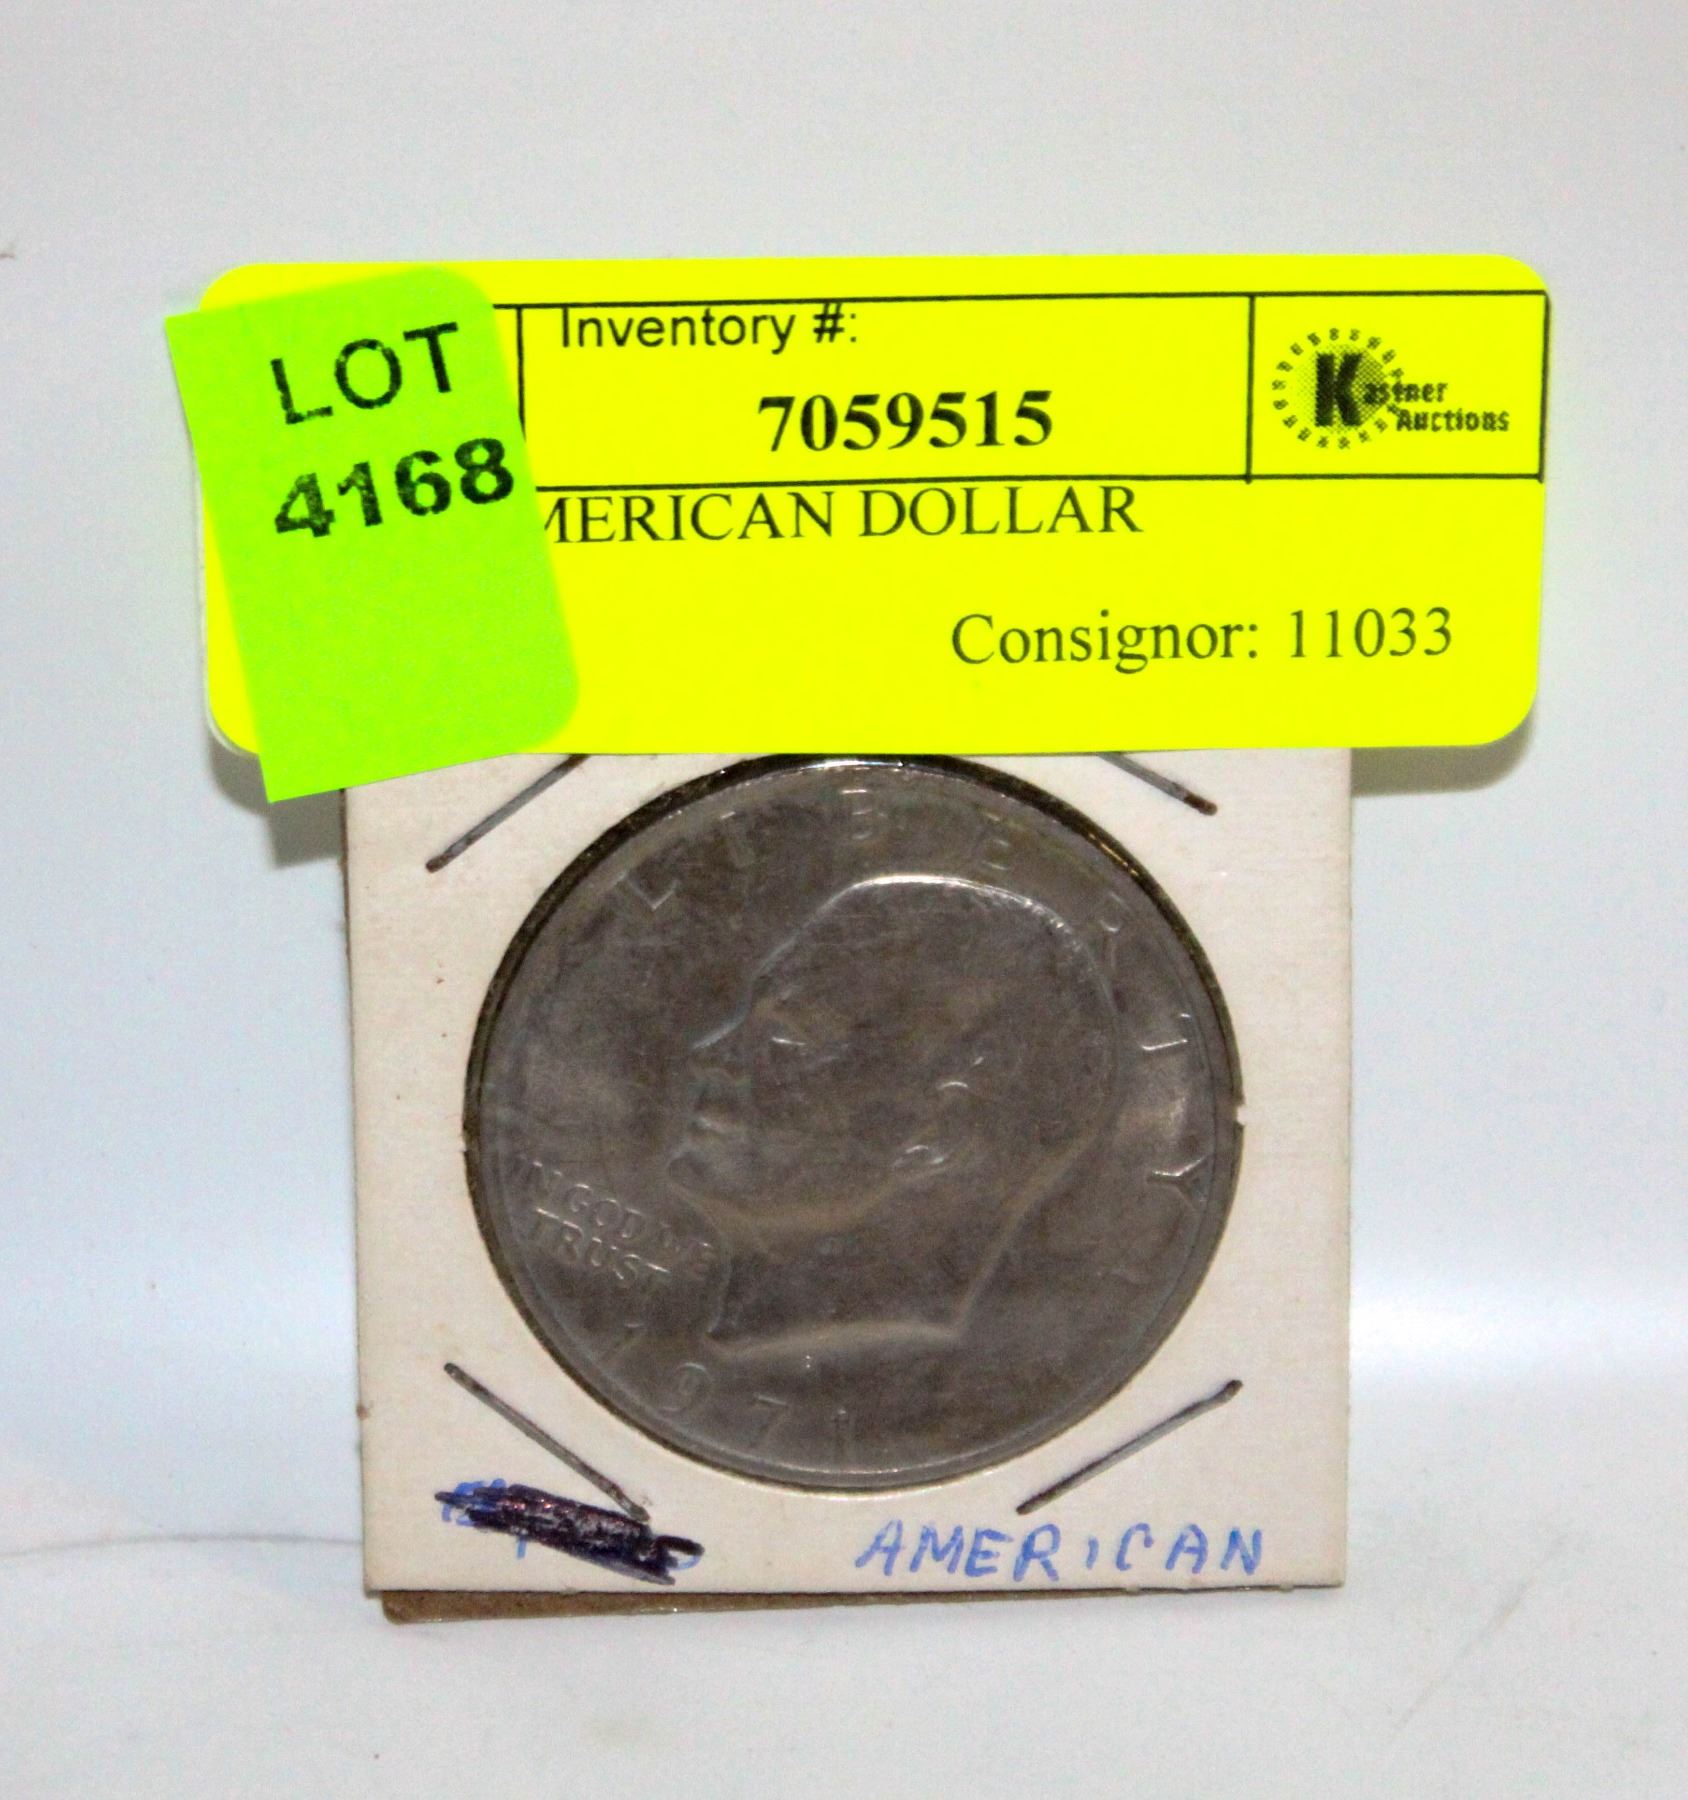 LOT
4168
Inventory #:
7059515
Kastner
Auctions
MERICAN DOLLAR
Consignor: 11033
LIBERTY
IN GOD WE
TRUST
1971
AMERICAN